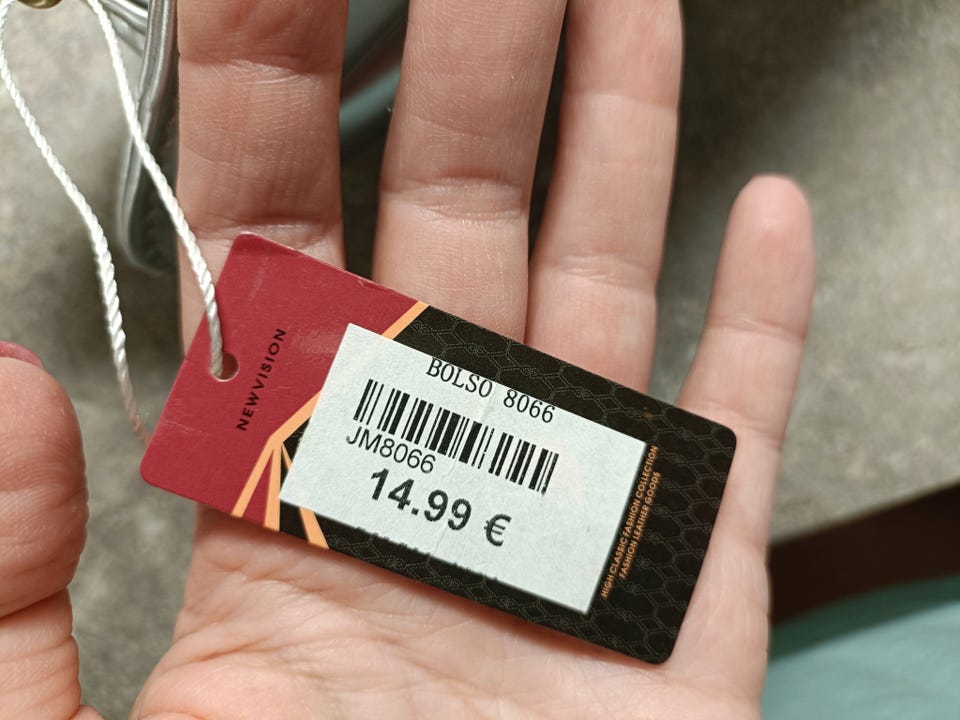 NEWVISION
BOLSO 8066
JM8066
14.99 €
HIGH CLASSIC FASHION COLLECTION
FASHION LEATHER GOODS